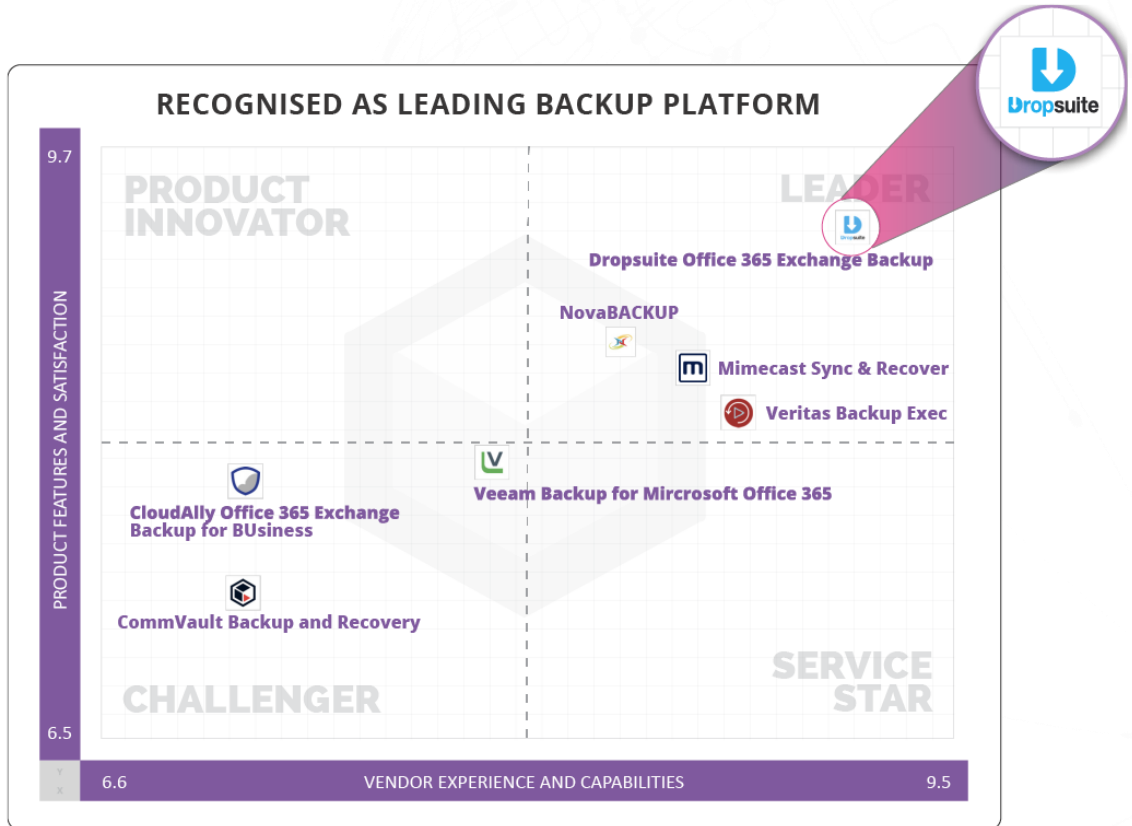 Dropsuite
RECOGNISED AS LEADING BACKUP PLATFORM
9.7
PRODUCT
INNOVATOR
LEADER
Dropsuite
Dropsuite Office 365 Exchange Backup
NovaBACKUP
Mimecast Sync & Recover
Veritas Backup Exec
PRODUCT FEATURES AND SATISFACTION
Veeam Backup for Mircrosoft Office 365
CloudAlly Office 365 Exchange
Backup for BUsiness
CommVault Backup and Recovery
CHALLENGER
SERVICE
STAR
6.5
Y
X
6.6
VENDOR EXPERIENCE AND CAPABILITIES
9.5